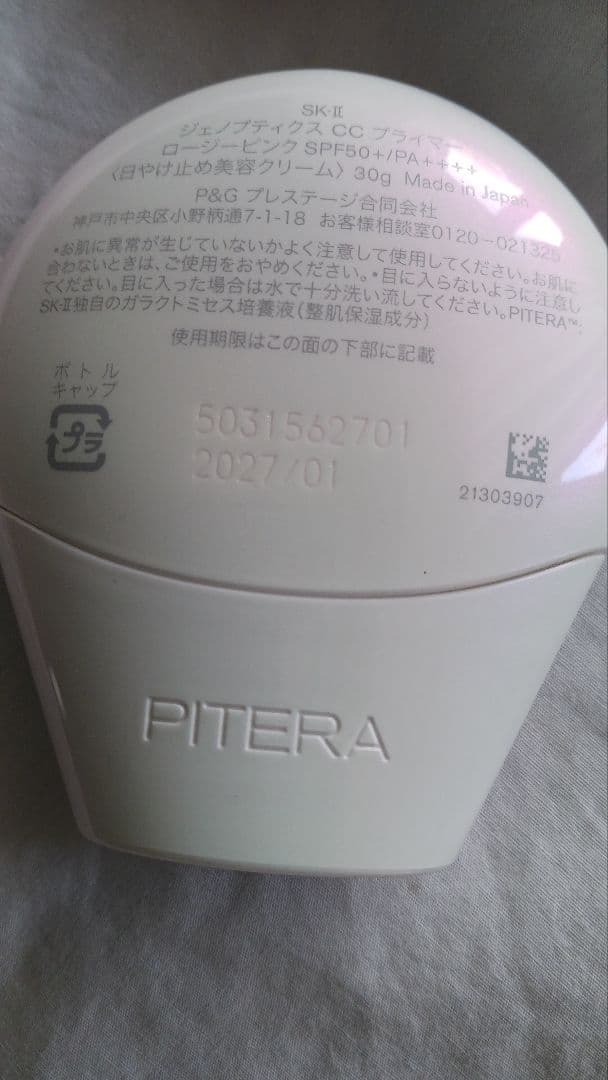 SK-II
ジェノプティクス CC プライマー
ロージーピンク SPF50+/PA++++
〈日やけ止め美容クリーム〉 30g Made in Japan
P&G プレステージ合同会社
神戸市中央区小野柄通7-1-18 お客様相談室0120-021325
•お肌に異常が生じていないかよく注意して使用してください。お肌に
合わないときは、ご使用をおやめください。•目に入らないように注意し
てください。目に入った場合は水で十分洗い流してください。PITERA™:
SK-II独自のガラクトミセス培養液(整肌保湿成分)
使用期限はこの面の下部に記載
ボトル
キャップ
プラ
5031562701
2027/01
21303907
PITERA